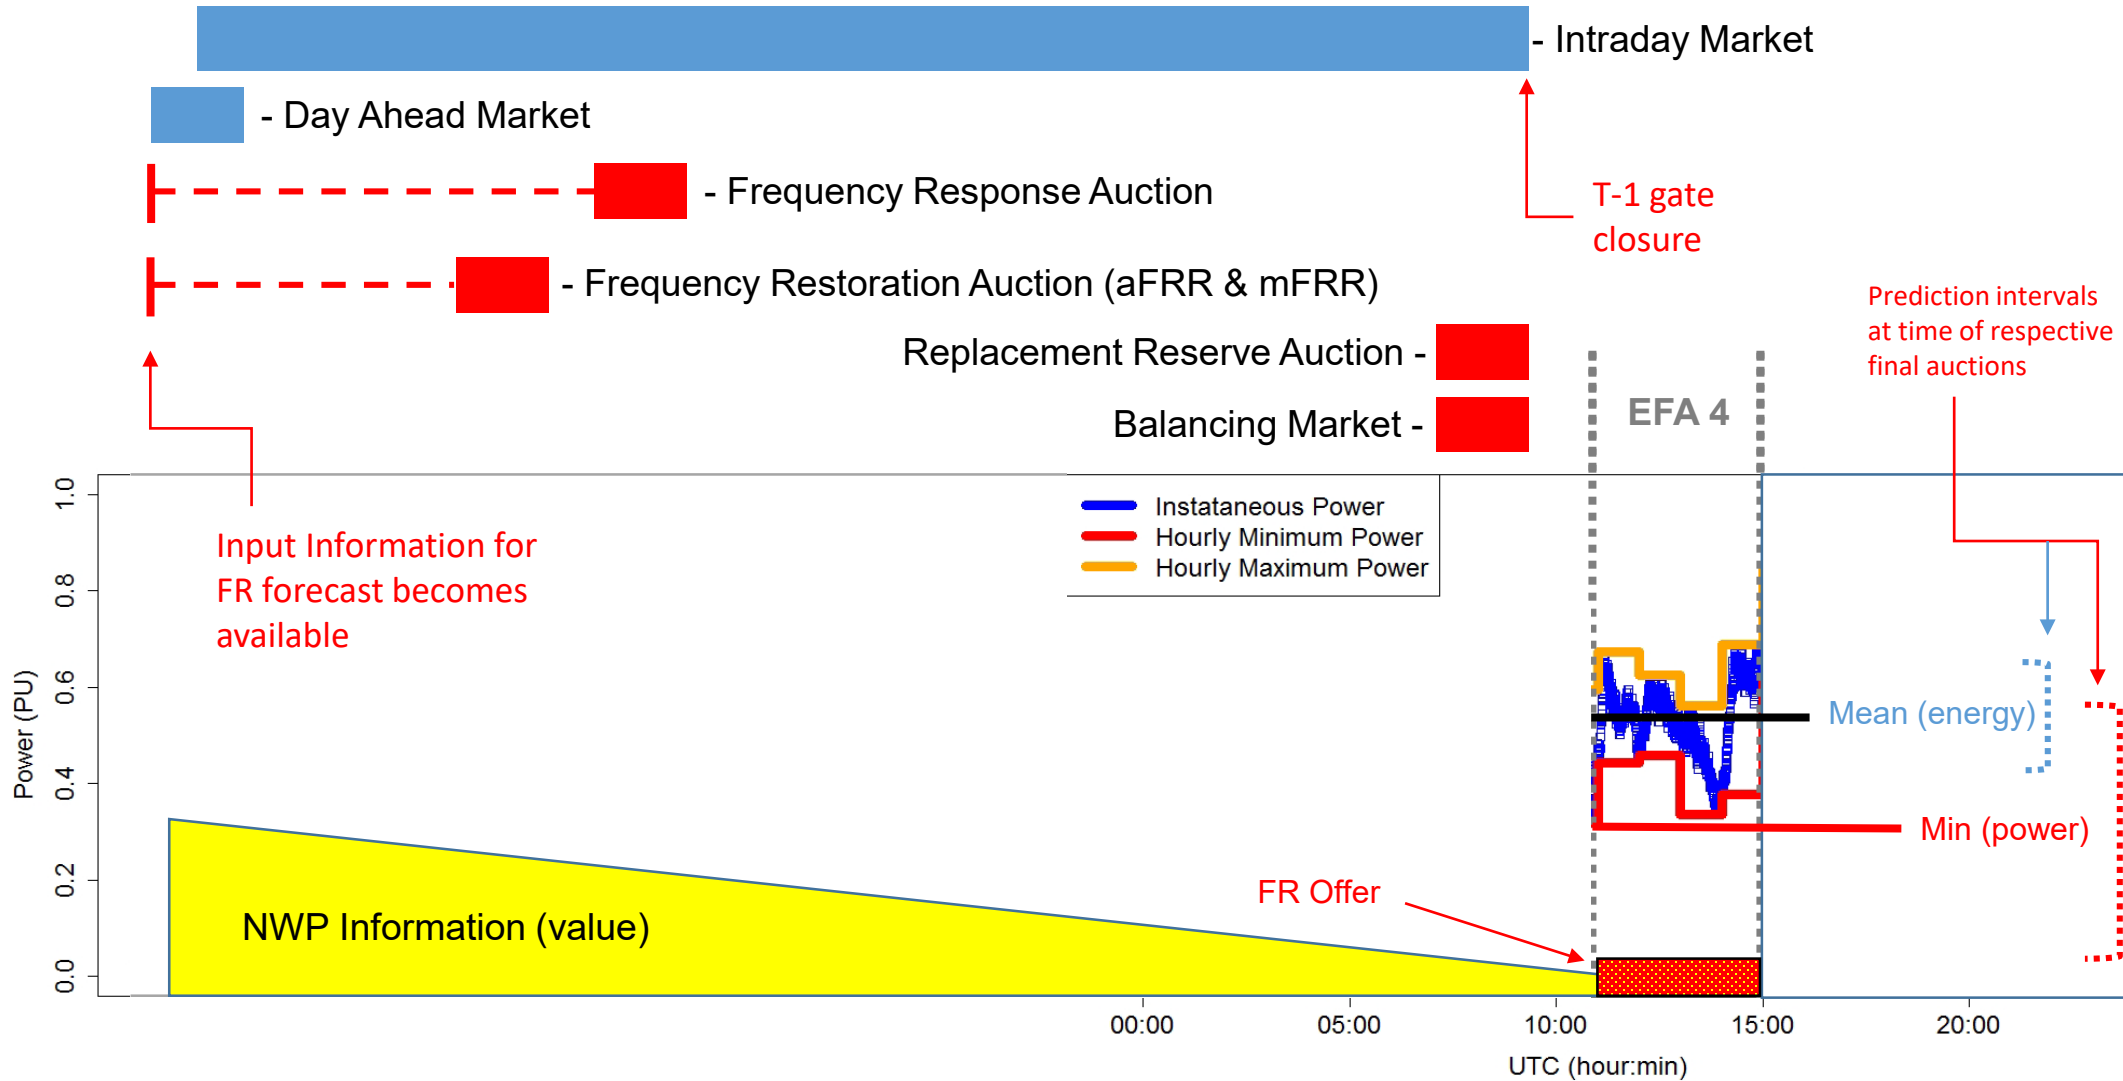 - Intraday Market
- Day Ahead Market
- Frequency Response Auction
T-1 gate
closure
- Frequency Restoration Auction (aFRR & mFRR)
Prediction intervals
at time of respective
final auctions
Replacement Reserve Auction -
EFA 4
Balancing Market -
Instataneous Power
Hourly Minimum Power
Hourly Maximum Power
Input Information for
FR forecast becomes
available
Power (PU)
1.0
0.8
0.6
0.4
0.2
0.0
Mean (energy)
Min (power)
FR Offer
NWP Information (value)
00:00
05:00
10:00
15:00
20:00
UTC (hour:min)